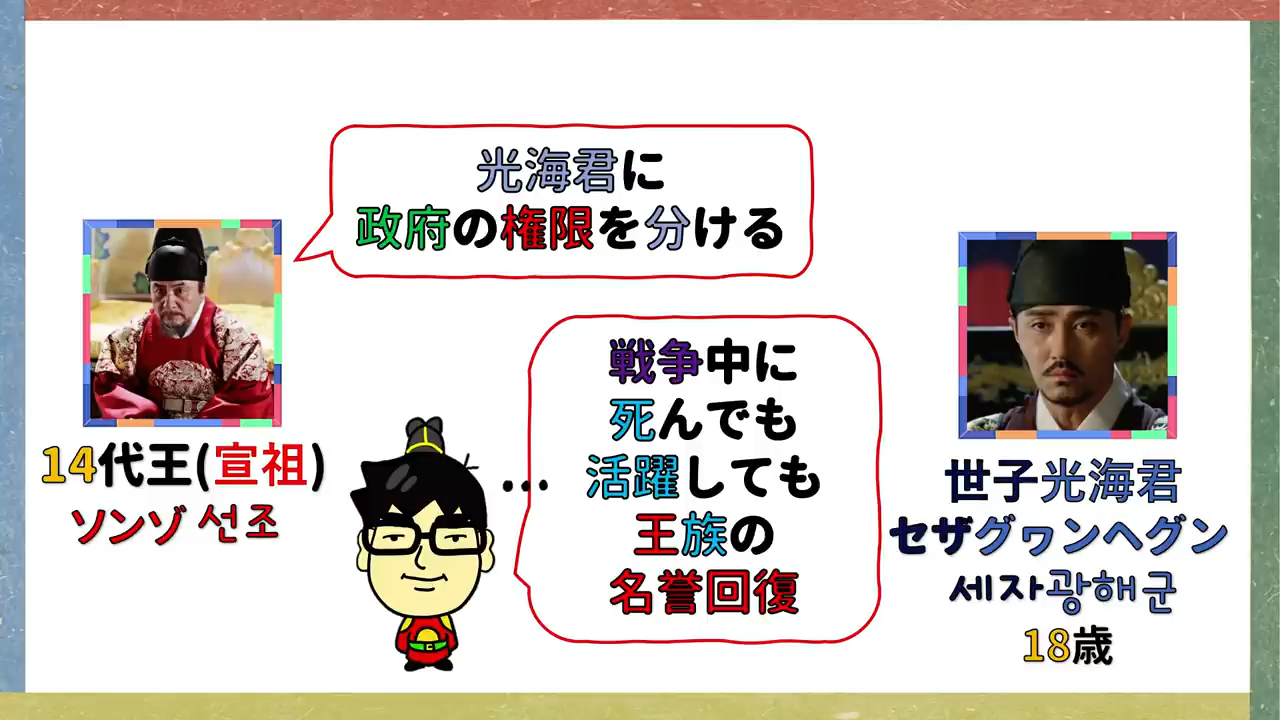 光海君に
政府の権限を分ける
戦争中に
死んでも
活躍しても
王族の
名誉回復
…
14代王(宣祖)
ソンゾ 선조
世子光海君
セザグヮンヘグン
세자광해군
18歳